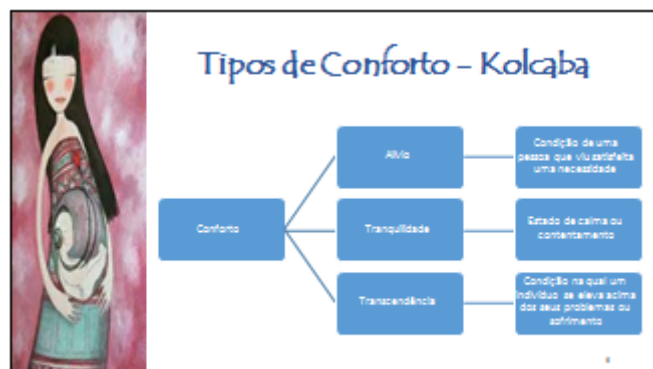 Tipos de Conforto – Kolcaba
Conforto
Alívio
Condição de uma
pessoa que viu satisfeita
uma necessidade
Tranquilidade
Estado de calma ou
contentamento
Transcendência
Condição na qual um
indivíduo se eleva acima
dos seus problemas ou
sofrimento